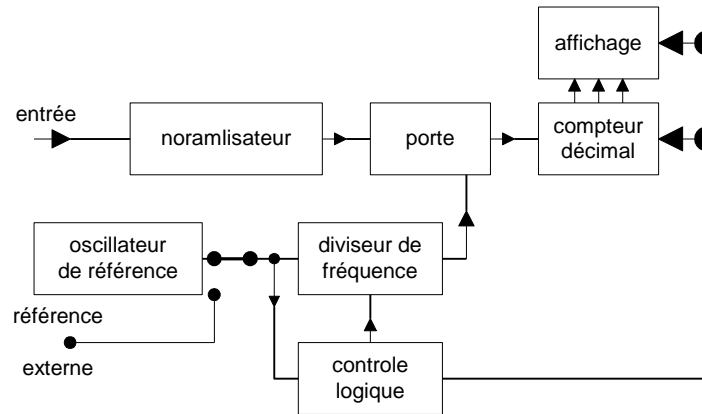 affichage
entrée
noramlisateur
porte
compteur
décimal
oscillateur
de référence
diviseur de
fréquence
référence
externe
controle
logique